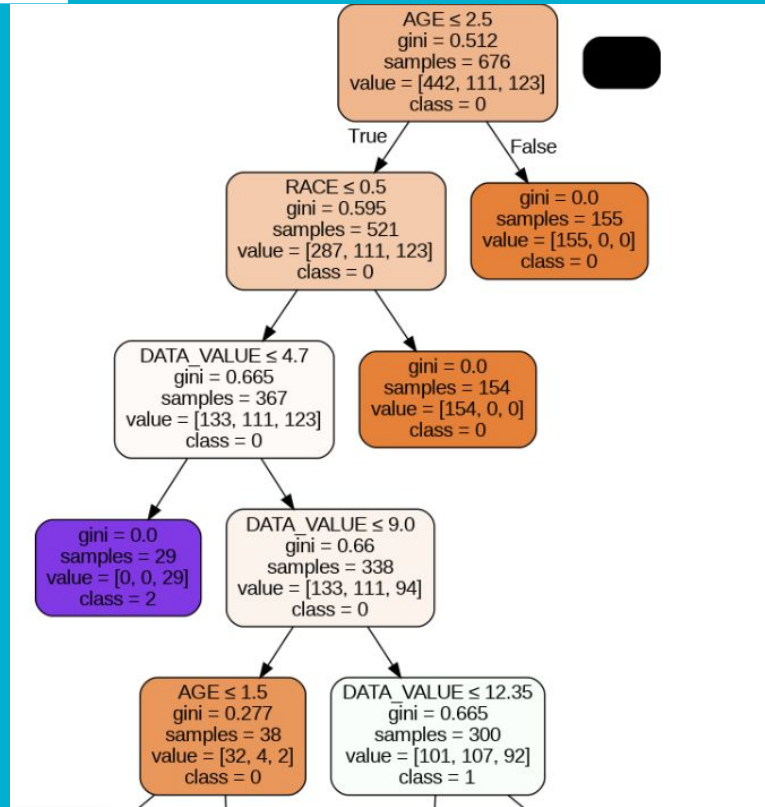 AGE ≤ 2.5
gini = 0.512
samples = 676
value = [442, 111, 123]
class = 0
True
False
RACE ≤ 0.5
gini = 0.595
samples = 521
value = [287, 111, 123]
class = 0
gini = 0.0
samples = 155
value = [155, 0, 0]
class = 0
DATA_VALUE ≤ 4.7
gini = 0.665
samples = 367
value = [133, 111, 123]
class = 0
gini = 0.0
samples = 154
value = [154, 0, 0]
class = 0
gini = 0.0
samples = 29
value = [0, 0, 29]
class = 2
DATA_VALUE ≤ 9.0
gini = 0.66
samples = 338
value = [133, 111, 94]
class = 0
AGE ≤ 1.5
gini = 0.277
samples = 38
value = [32, 4, 2]
class = 0
DATA_VALUE ≤ 12.35
gini = 0.665
samples = 300
value = [101, 107, 92]
class = 1